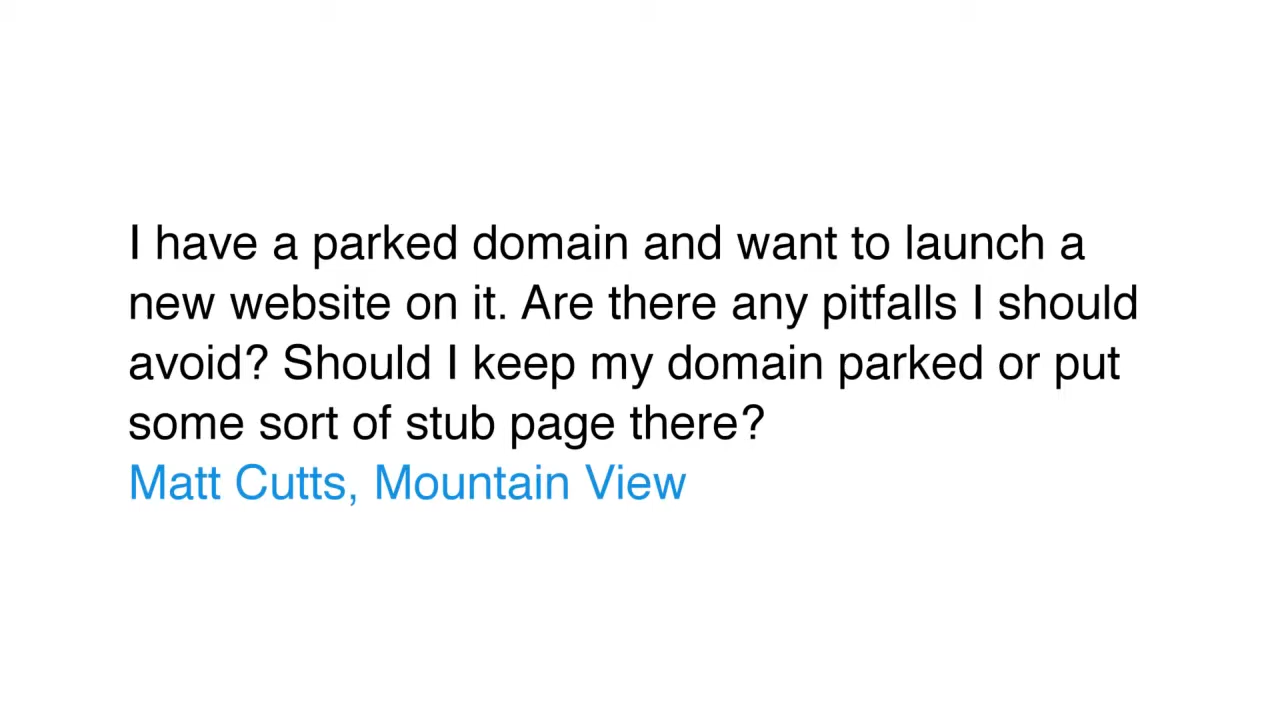 I have a parked domain and want to launch a
new website on it. Are there any pitfalls I should
avoid? Should I keep my domain parked or put
some sort of stub page there?
Matt Cutts, Mountain View